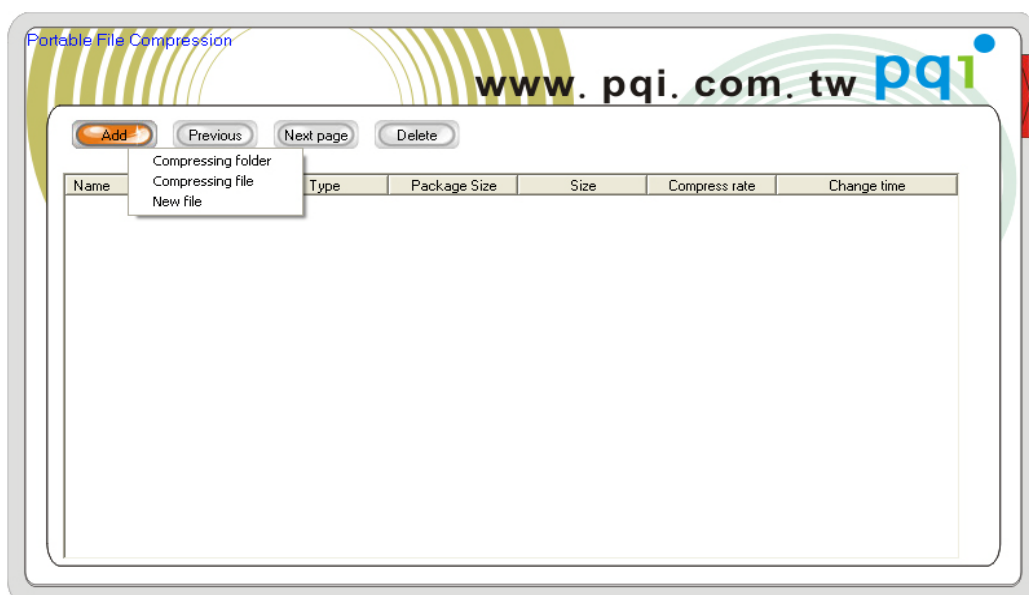 Portable File Compression
www. pqi. com. tw pqi
Add Previous Next page Delete
Compressing folder
Compressing file
New file
Name Type Package Size Size Compress rate Change time